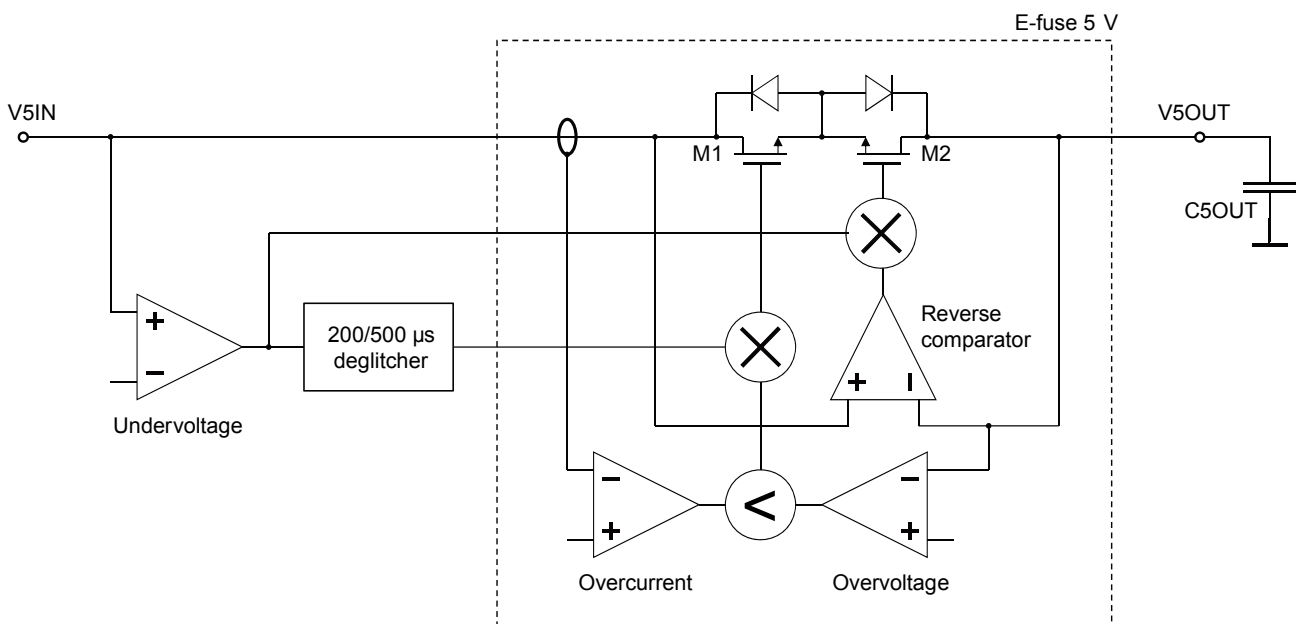 E-fuse 5 V
V5IN
V5OUT
M1
M2
C5OUT
Reverse
comparator
200/500 µs
deglitcher
+
−
Undervoltage
+
−
−
+
<
−
+
Overcurrent
Overvoltage